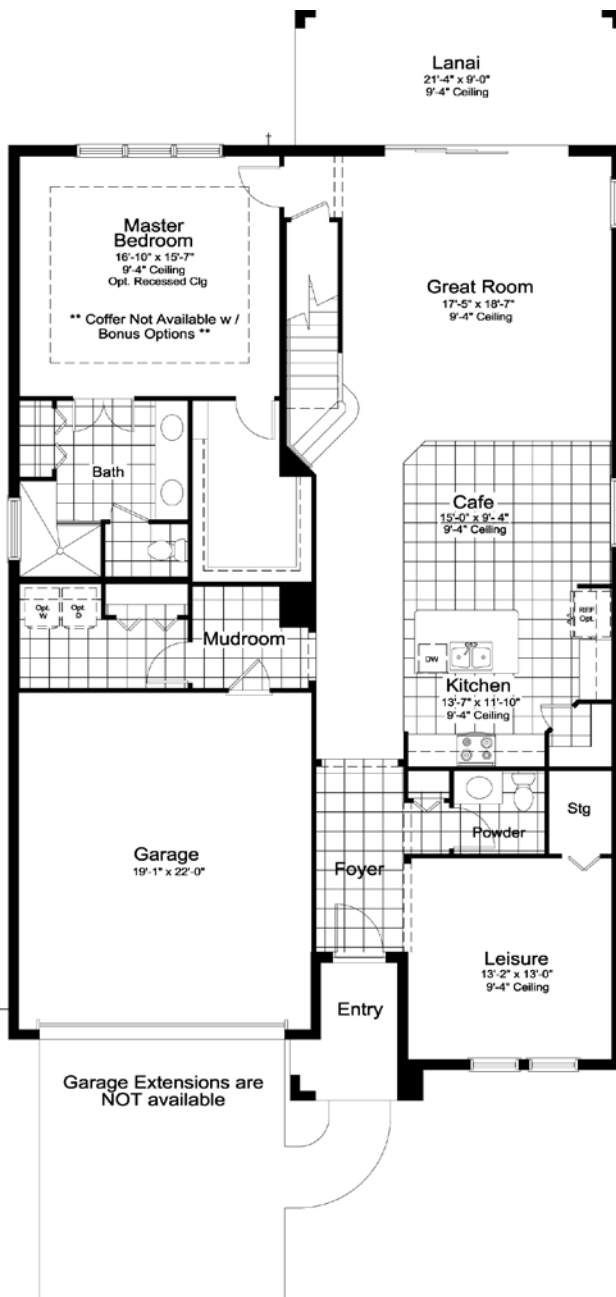 Lanai
21'-4" x 9'-0"
9'-4" Ceiling
Master
Bedroom
16'-10" x 15'-7"
9'-4" Ceiling
Opt. Recessed Clg
** Coffer Not Available w /
Bonus Options **
Great Room
17'-5" x 18'-7"
9'-4" Ceiling
Bath
Cafe
15'-0" x 9'- 4"
9'-4" Ceiling
Opt.
W
Opt.
D
Mudroom
REF
Opt.
DW
Kitchen
13'-7" x 11'-10"
9'-4" Ceiling
Garage
19'-1" x 22'-0"
Foyer
Powder
Stg
Leisure
13'-2" x 13'-0"
9'-4" Ceiling
Entry
Garage Extensions are
NOT available